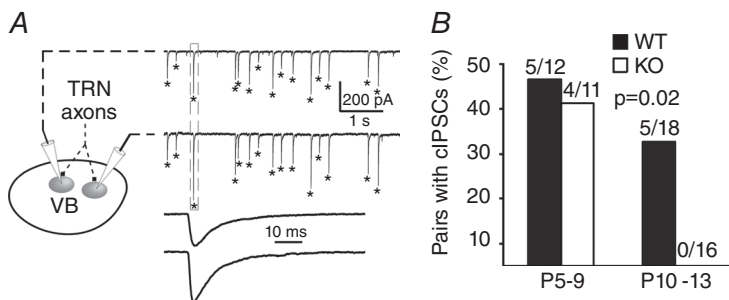 A
TRN
axons
VB
* * * * * * * * * * * * * *
200 pA
1 s
* * * * * * * * * * * * * *
10 ms
B
WT
KO
Pairs with cIPSCs (%)
50
40
30
20
10
5/12
4/11
p=0.02
5/18
0/16
P5-9
P10 -13